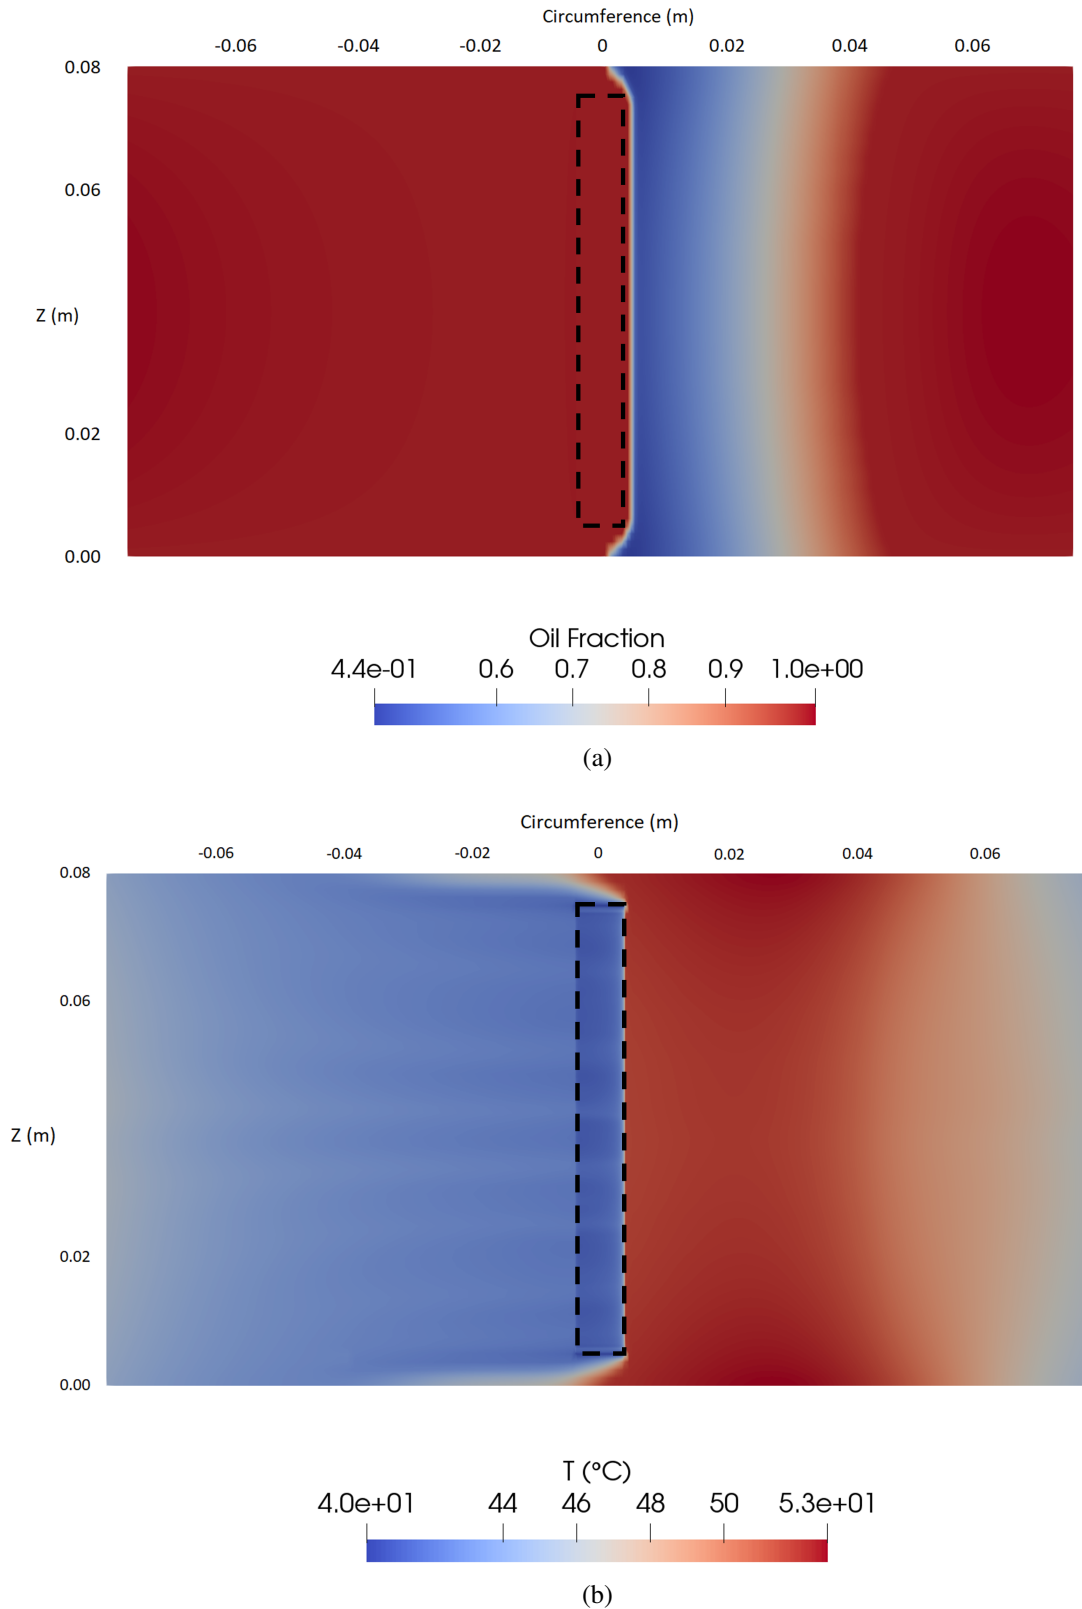 Circumference (m)
-0.06 -0.04 -0.02 0 0.02 0.04 0.06
0.08
0.06
Z (m)
0.02
0.00
Oil Fraction
4.4e-01 0.6 0.7 0.8 0.9 1.0e+00
(a)
Circumference (m)
-0.06 -0.04 -0.02 0 0.02 0.04 0.06
0.08
0.06
Z (m)
0.02
0.00
T (°C)
4.0e+01 44 46 48 50 5.3e+01
(b)